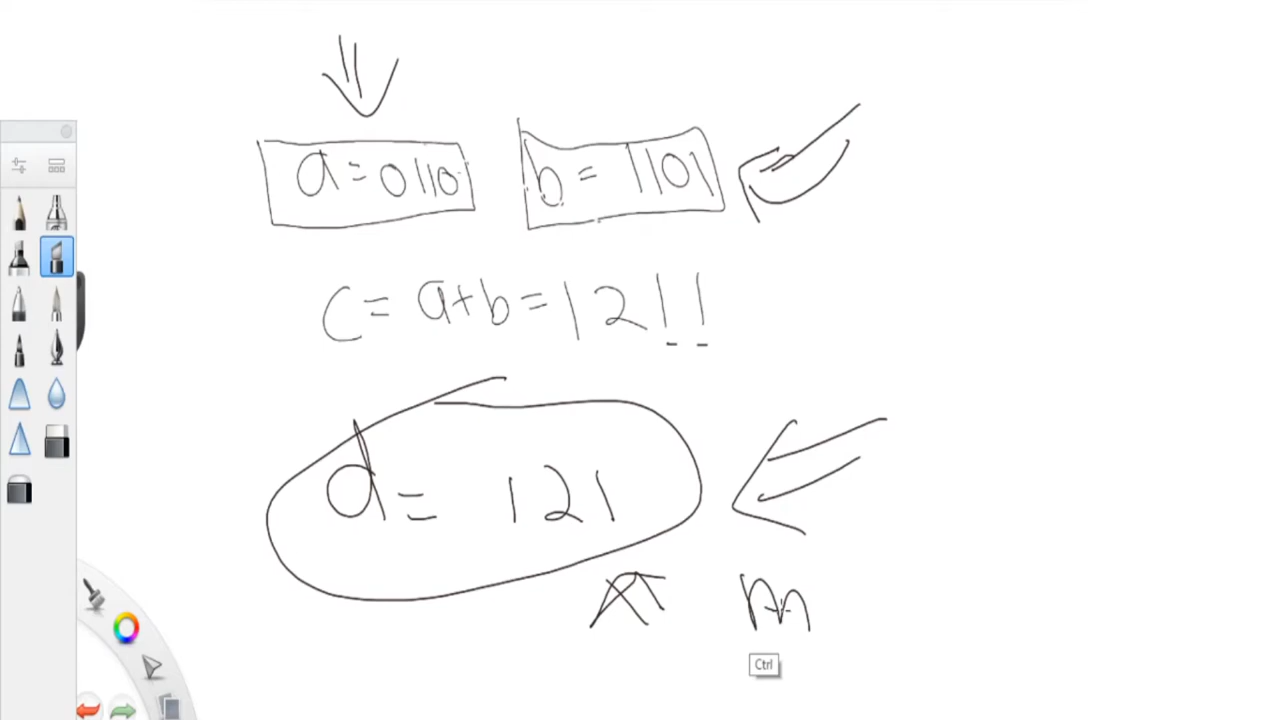 a = 0110 b = 1101
c = a+b = 12!!
d = 121
m
Ctrl